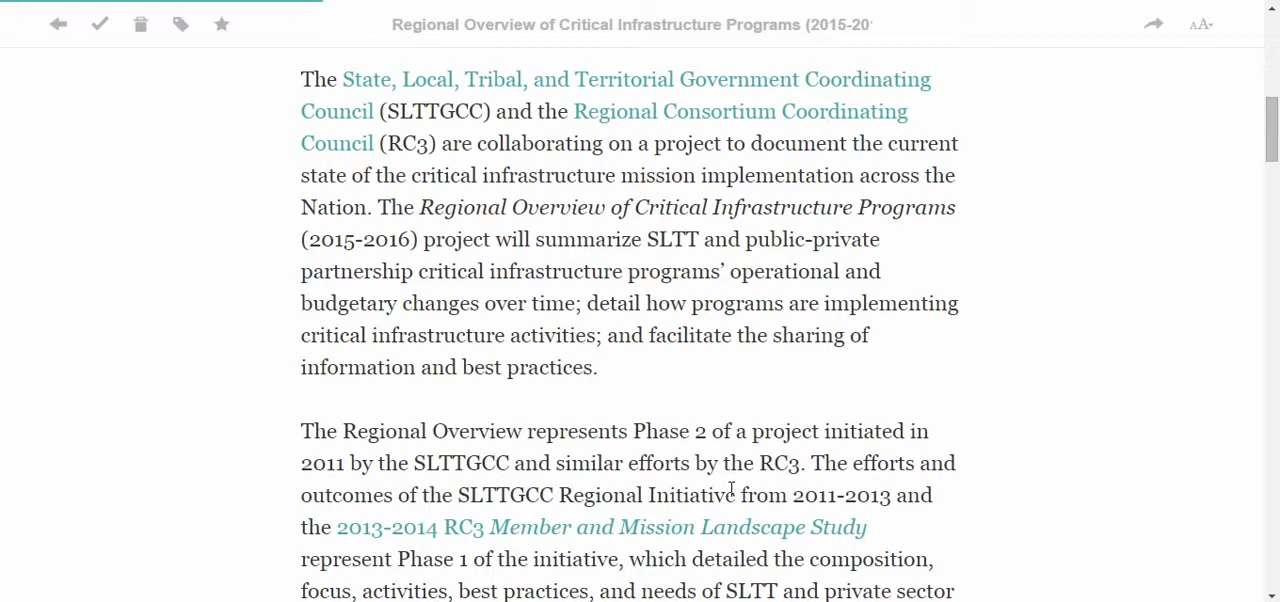 Regional Overview of Critical Infrastructure Programs (2015-20
AA
The State, Local, Tribal, and Territorial Government Coordinating
Council (SLTTGCC) and the Regional Consortium Coordinating
Council (RC3) are collaborating on a project to document the current
state of the critical infrastructure mission implementation across the
Nation. The Regional Overview of Critical Infrastructure Programs
(2015-2016) project will summarize SLTT and public-private
partnership critical infrastructure programs’ operational and
budgetary changes over time; detail how programs are implementing
critical infrastructure activities; and facilitate the sharing of
information and best practices.
The Regional Overview represents Phase 2 of a project initiated in
2011 by the SLTTGCC and similar efforts by the RC3. The efforts and
outcomes of the SLTTGCC Regional Initiative from 2011-2013 and
the 2013-2014 RC3 Member and Mission Landscape Study
represent Phase 1 of the initiative, which detailed the composition,
focus, activities, best practices, and needs of SLTT and private sector